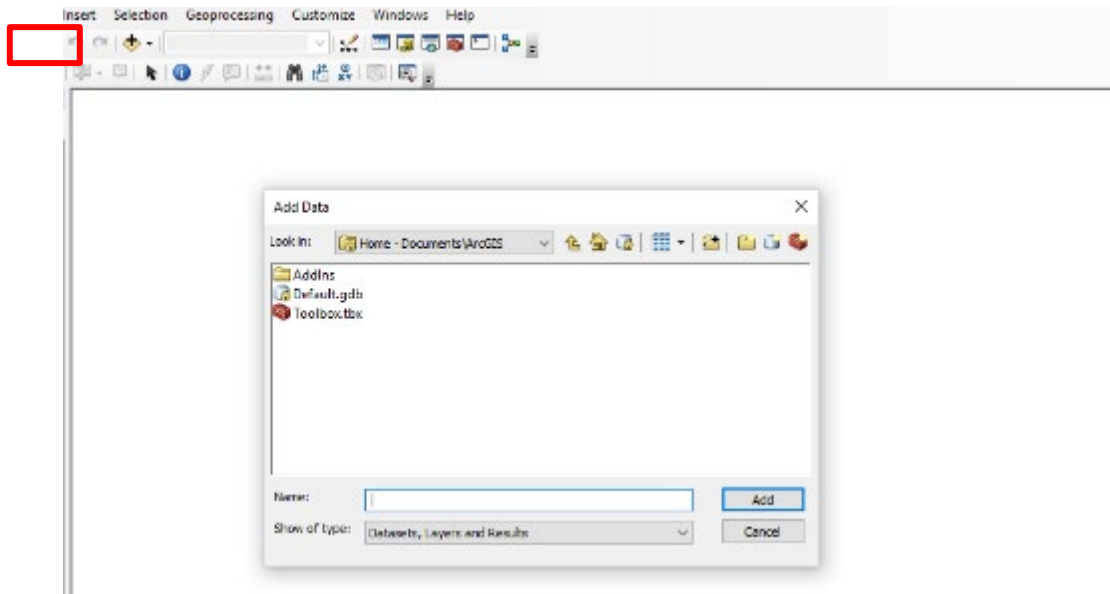 Insert Selection Geoprocessing Customize Windows Help
Add Data
Look in: Home - Documents\ArcGIS
AddIns
Default.gdb
Toolbox.tbx
Name:
Add
Show of type: Datasets, Layers and Results
Cancel